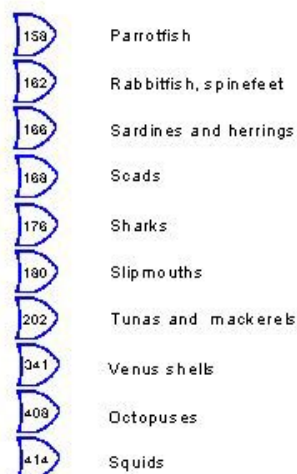 158 Parrotfish
162 Rabbitfish, spinefeet
166 Sardines and herrings
168 Scads
176 Sharks
180 Slipmouths
202 Tunas and mackerels
341 Venus shells
408 Octopuses
414 Squids